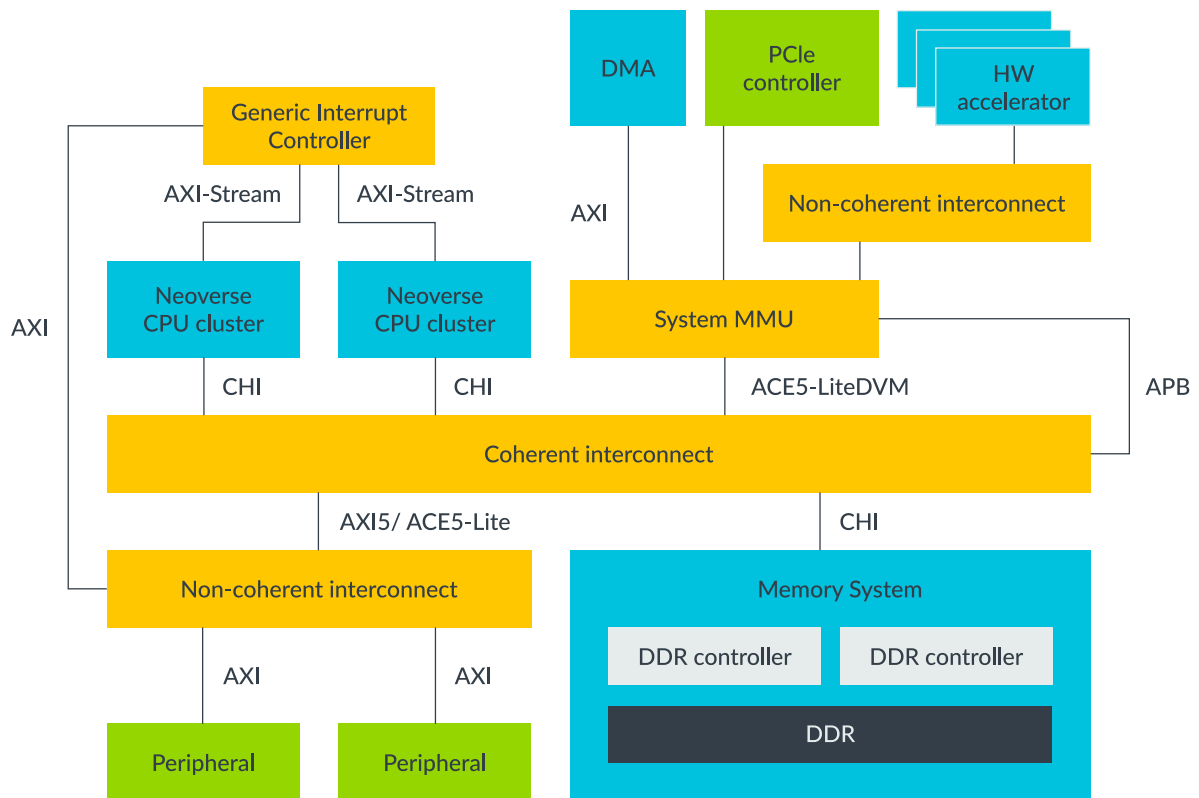 DMA
PCIe
controller
HW
accelerator
Generic Interrupt
Controller
AXI-Stream
AXI-Stream
AXI
Non-coherent interconnect
Neoverse
CPU cluster
Neoverse
CPU cluster
System MMU
AXI
CHI
CHI
ACE5-LiteDVM
APB
Coherent interconnect
AXI5/ ACE5-Lite
CHI
Non-coherent interconnect
Memory System
DDR controller
DDR controller
AXI
AXI
DDR
Peripheral
Peripheral